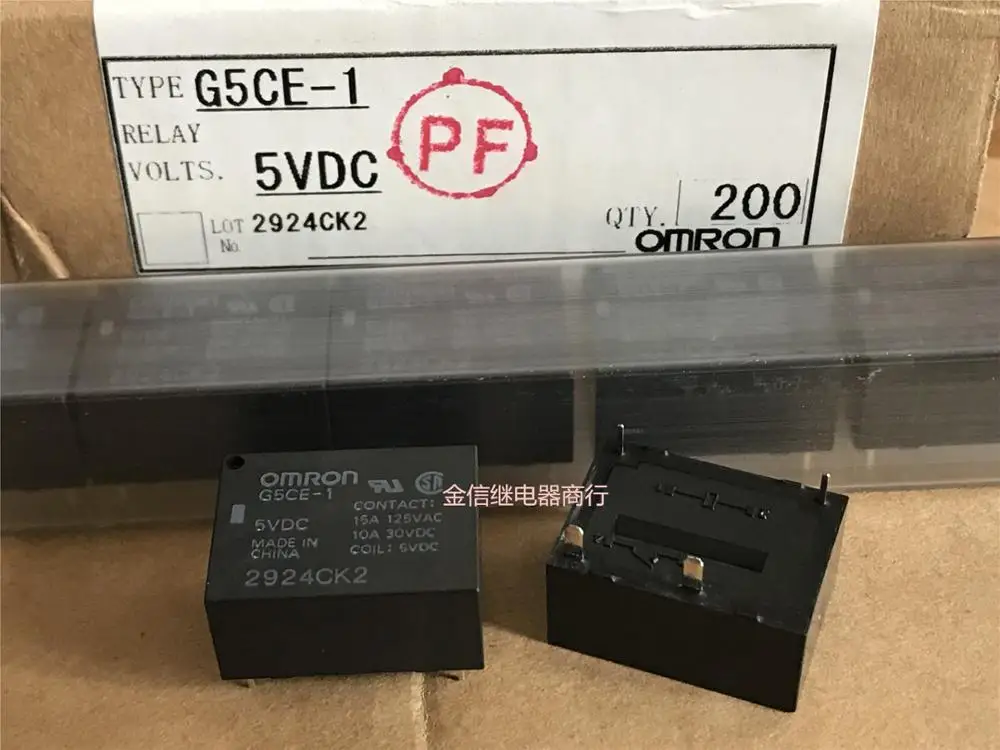 TYPE G5CE-1
RELAY
VOLTS. 5VDC
PF
LOT No. 2924CK2
QTY. 200
OMRON
OMRON
G5CE-1
5VDC
MADE IN
CHINA
CONTACT:
15A 125VAC
10A 30VDC
COIL: 5VDC
2924CK2
金信继电器商行